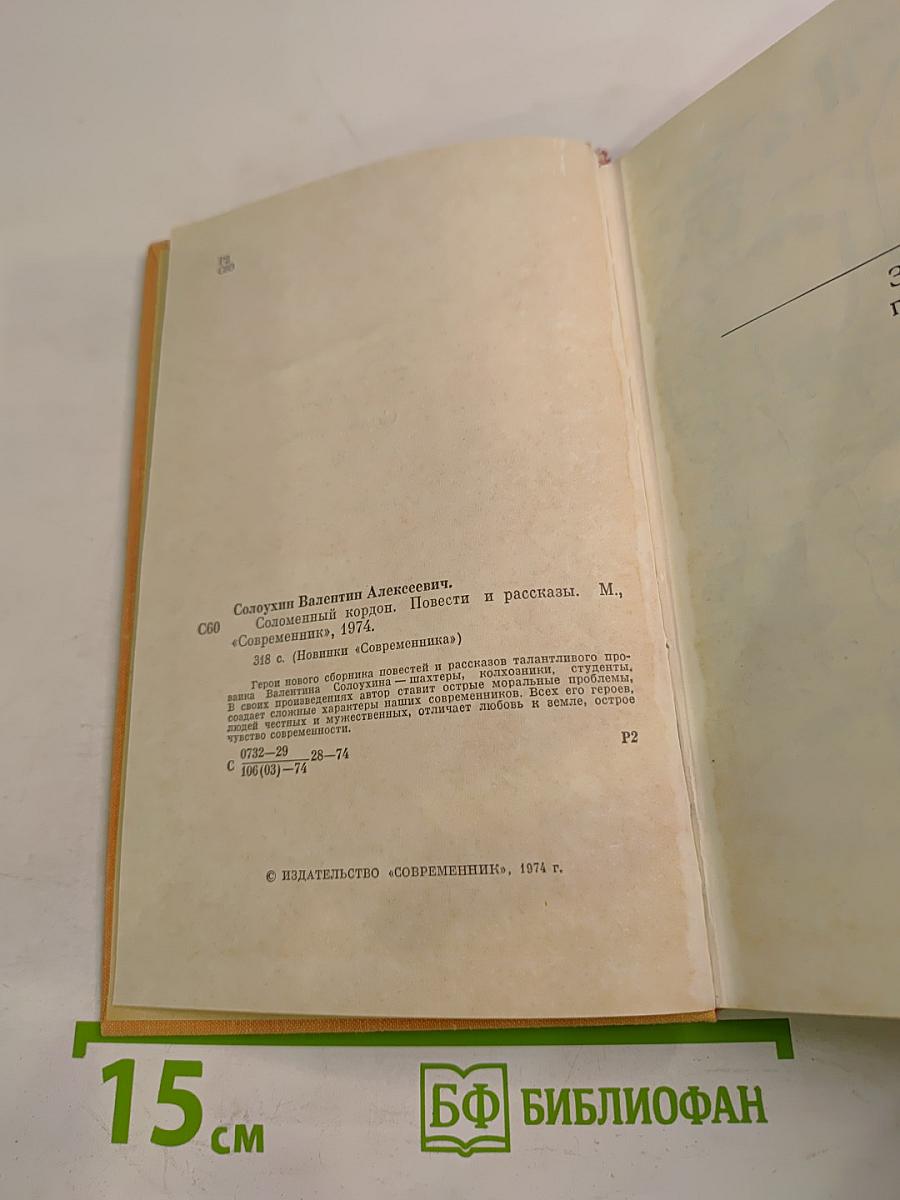 Р2
С60
Солоухин Валентин Алексеевич.
С60 Соломенный кордон. Повести и рассказы. М.,
«Современник», 1974.
318 с. (Новинки «Современника»)
Герои нового сборника повестей и рассказов талантливого про-
заика Валентина Солоухина — шахтеры, колхозники, студенты.
В своих произведениях автор ставит острые моральные проблемы,
создает сложные характеры наших современников. Всех его героев,
людей честных и мужественных, отличает любовь к земле, острое
чувство современности.
С 0732—29
106(03)—74 28—74
Р2
© ИЗДАТЕЛЬСТВО «СОВРЕМЕННИК», 1974 г.
15 см
БФ БИБЛИОФАН